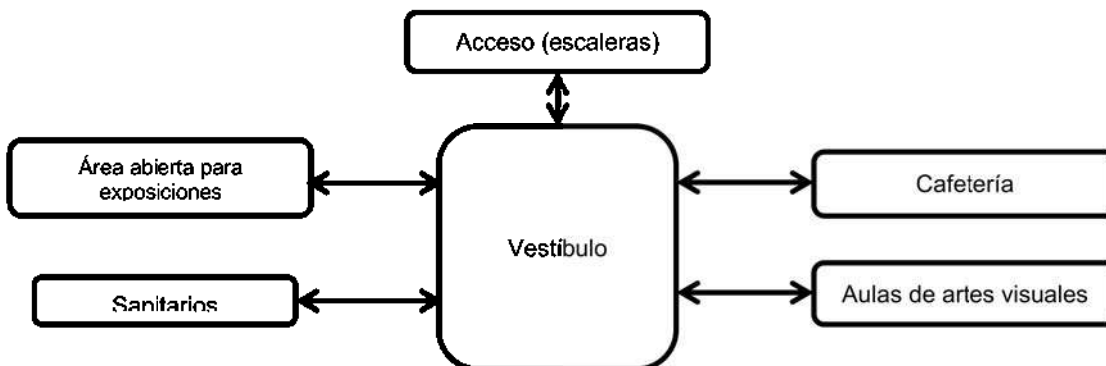 Acceso (escaleras)
Área abierta para
exposiciones
Cafetería
Vestíbulo
Sanitarios
Aulas de artes visuales